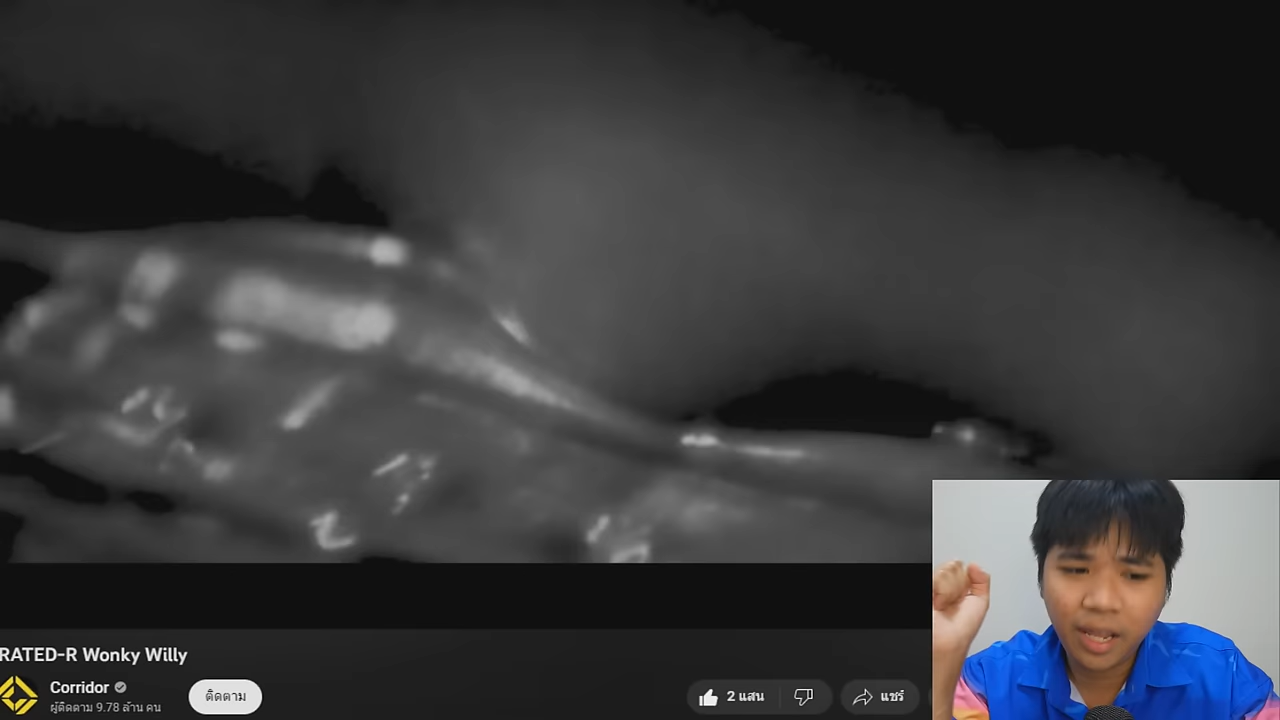 RATED-R Wonky Willy
Corridor
ผู้ติดตาม 9.78 ล้าน คน
ติดตาม
2 แสน
แชร์